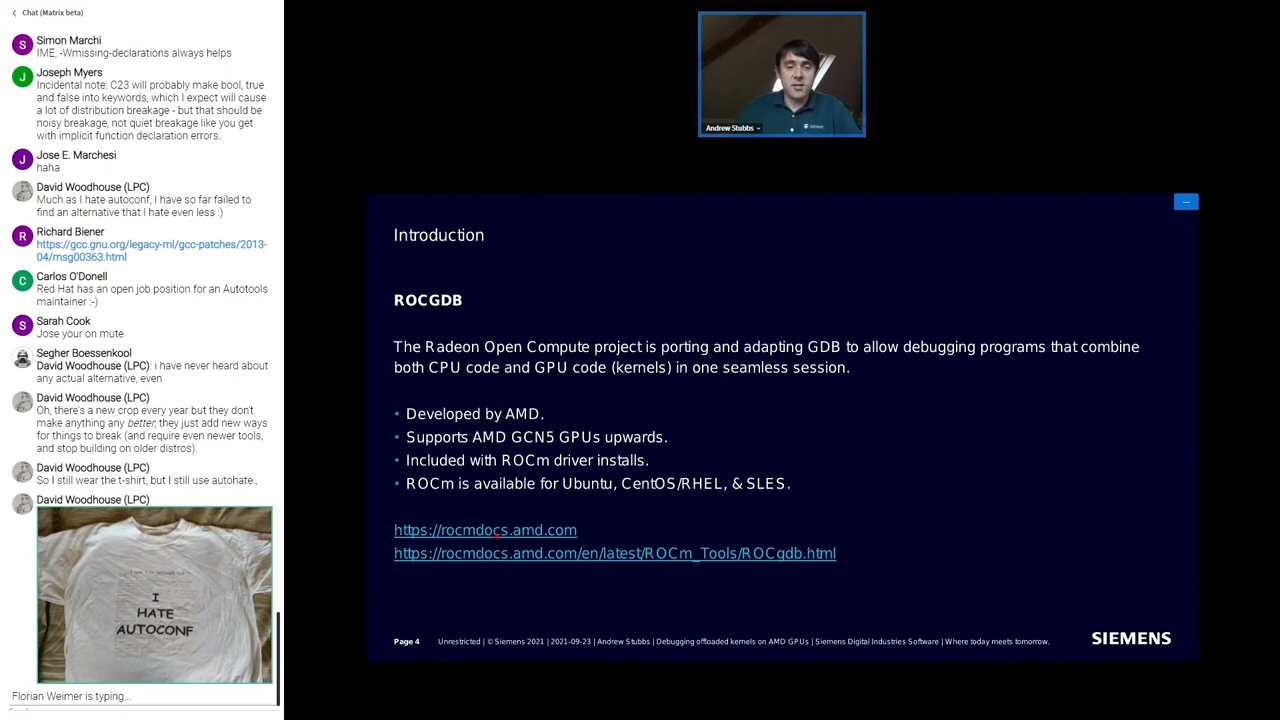 Chat (Matrix beta)
S
Simon Marchi
IME, -Wmissing-declarations always helps
J
Joseph Myers
Incidental note: C23 will probably make bool, true
and false into keywords, which I expect will cause
a lot of distribution breakage - but that should be
noisy breakage, not quiet breakage like you get
with implicit function declaration errors.
J
Jose E. Marchesi
haha
David Woodhouse (LPC)
Much as I hate autoconf, I have so far failed to
find an alternative that I hate even less :)
R
Richard Biener
https://gcc.gnu.org/legacy-ml/gcc-patches/2013-
04/msg00363.html
C
Carlos O'Donell
Red Hat has an open job position for an Autotools
maintainer :-)
S
Sarah Cook
Jose your on mute
Segher Boessenkool
David Woodhouse (LPC): i have never heard about
any actual alternative, even
David Woodhouse (LPC)
Oh, there's a new crop every year but they don't
make anything any better; they just add new ways
for things to break (and require even newer tools,
and stop building on older distros).
David Woodhouse (LPC)
So I still wear the t-shirt, but I still use autohate.,
David Woodhouse (LPC)
I
HATE
AUTOCONF
Florian Weimer is typing...
Andrew Stubbs
Introduction
ROCGDB
The Radeon Open Compute project is porting and adapting GDB to allow debugging programs that combine
both CPU code and GPU code (kernels) in one seamless session.
• Developed by AMD.
• Supports AMD GCN5 GPUs upwards.
• Included with ROCm driver installs.
• ROCm is available for Ubuntu, CentOS/RHEL, & SLES.
https://rocmdocs.amd.com
https://rocmdocs.amd.com/en/latest/ROCm_Tools/ROCgdb.html
Page 4 Unrestricted | © Siemens 2021 | 2021-09-23 | Andrew Stubbs | Debugging offloaded kernels on AMD GPUs | Siemens Digital Industries Software | Where today meets tomorrow.
SIEMENS